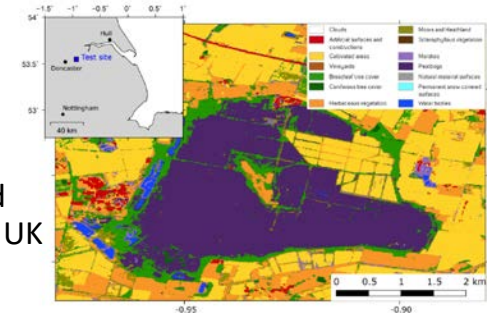 -1.5° -1° -0.5° 0° 0.5°
54°
53.5°
53°
Hull
Test site
Doncaster
Nottingham
40 km
Clouds
Artificial surfaces and
constructions
Cultivated areas
Vineyards
Broadleaf tree cover
Coniferous tree cover
Herbaceous vegetation
Moors and Heathland
Sclerophyllous vegetation
Marshes
Peatbogs
Natural material surfaces
Permanent snow covered
surfaces
Water bodies
d
UK
0 0.5 1 1.5 2 km
-0.95 -0.90